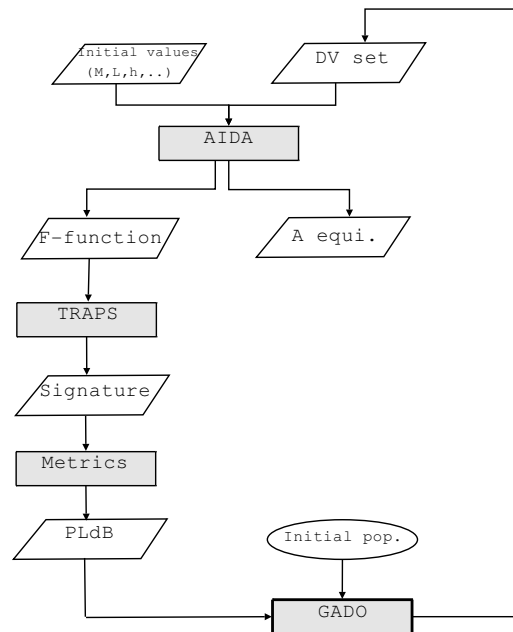 Initial values
(M,L,h,..)
DV set
AIDA
F-function
A equi.
TRAPS
Signature
Metrics
PLdB
Initial pop.
GADO